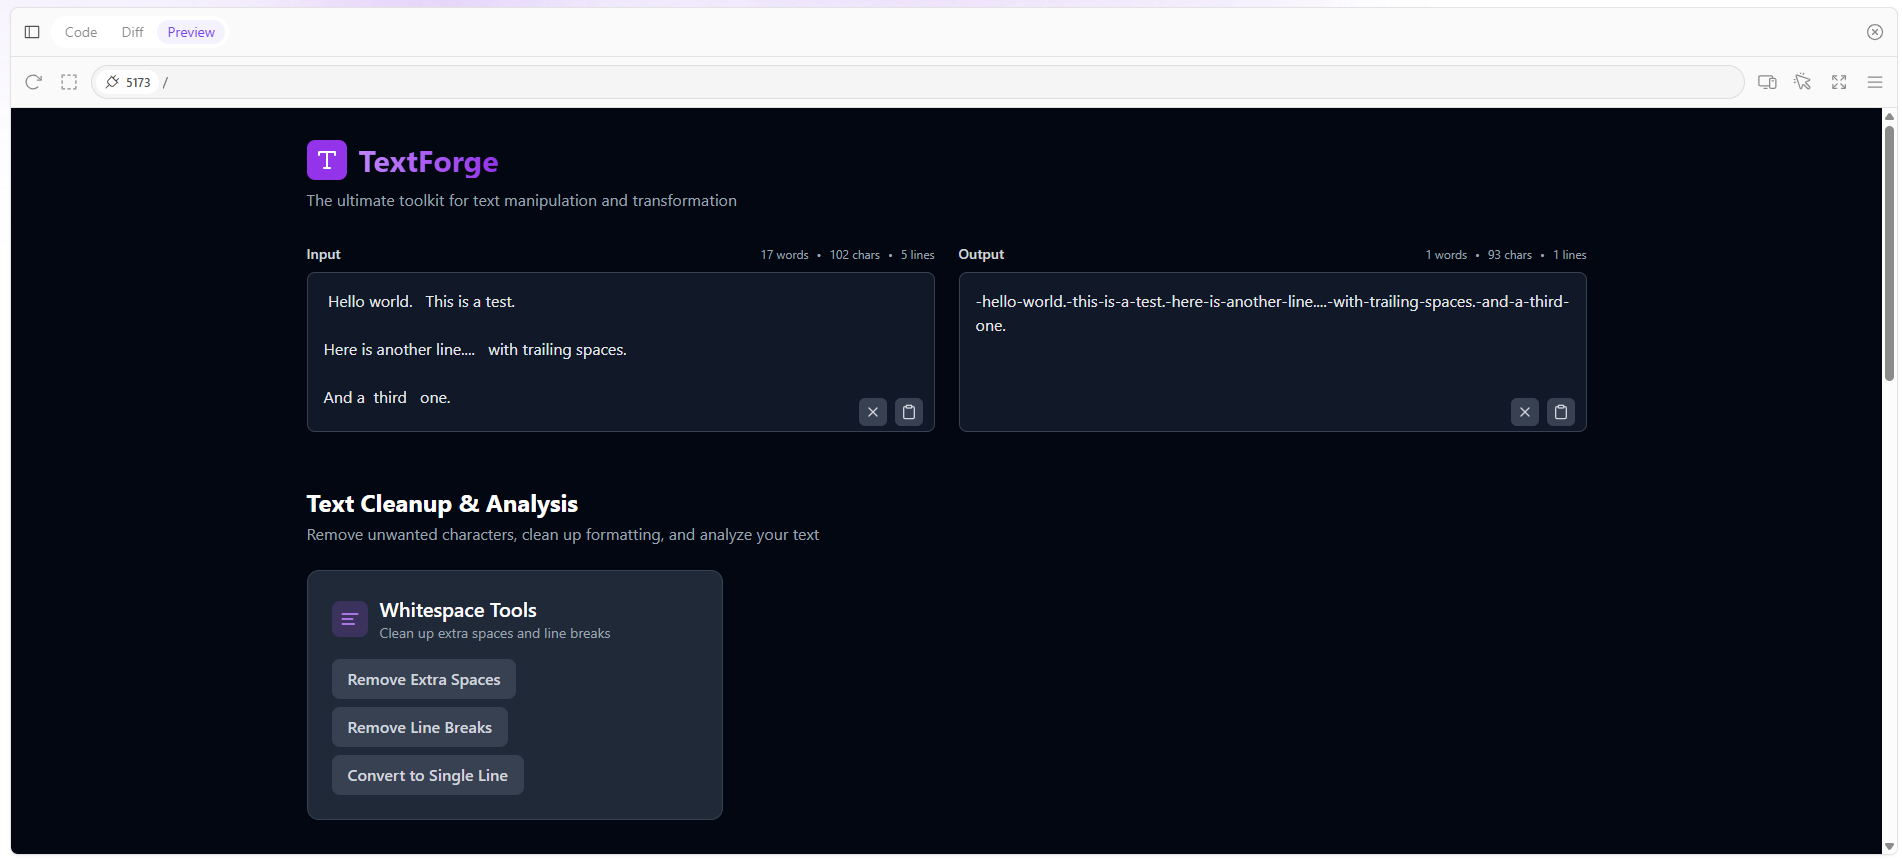 Code Diff Preview
5173 /
T TextForge
The ultimate toolkit for text manipulation and transformation
Input 17 words • 102 chars • 5 lines
Hello world.   This is a test.
Here is another line....   with trailing spaces.
And a  third   one.
Output 1 words • 93 chars • 1 lines
-hello-world.-this-is-a-test.-here-is-another-line....-with-trailing-spaces.-and-a-third-
one.
Text Cleanup & Analysis
Remove unwanted characters, clean up formatting, and analyze your text
Whitespace Tools
Clean up extra spaces and line breaks
Remove Extra Spaces
Remove Line Breaks
Convert to Single Line